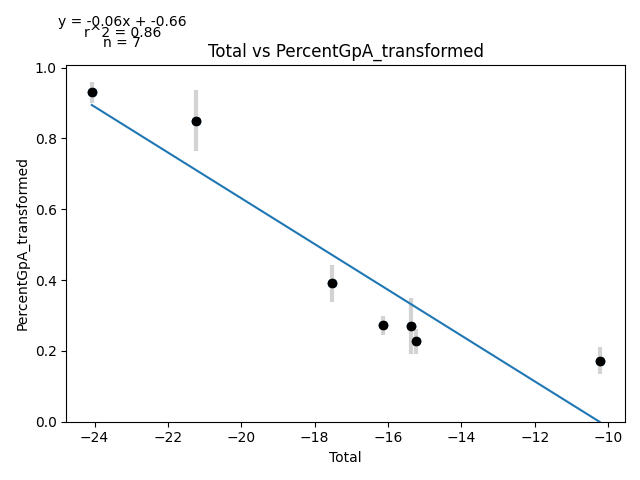 y = -0.06x + -0.66
r^2 = 0.86
n = 7
Total vs PercentGpA_transformed
PercentGpA_transformed
1.0
0.8
0.6
0.4
0.2
0.0
−24 −22 −20 −18 −16 −14 −12 −10
Total